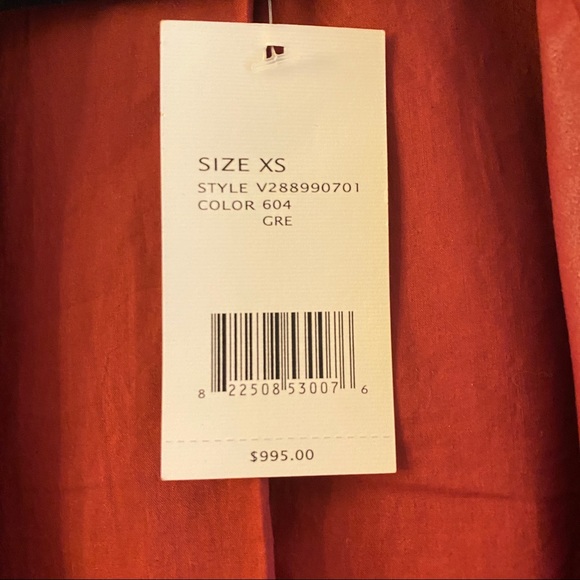 SIZE XS
STYLE V288990701
COLOR 604
GRE
8 22508 53007 6
$995.00